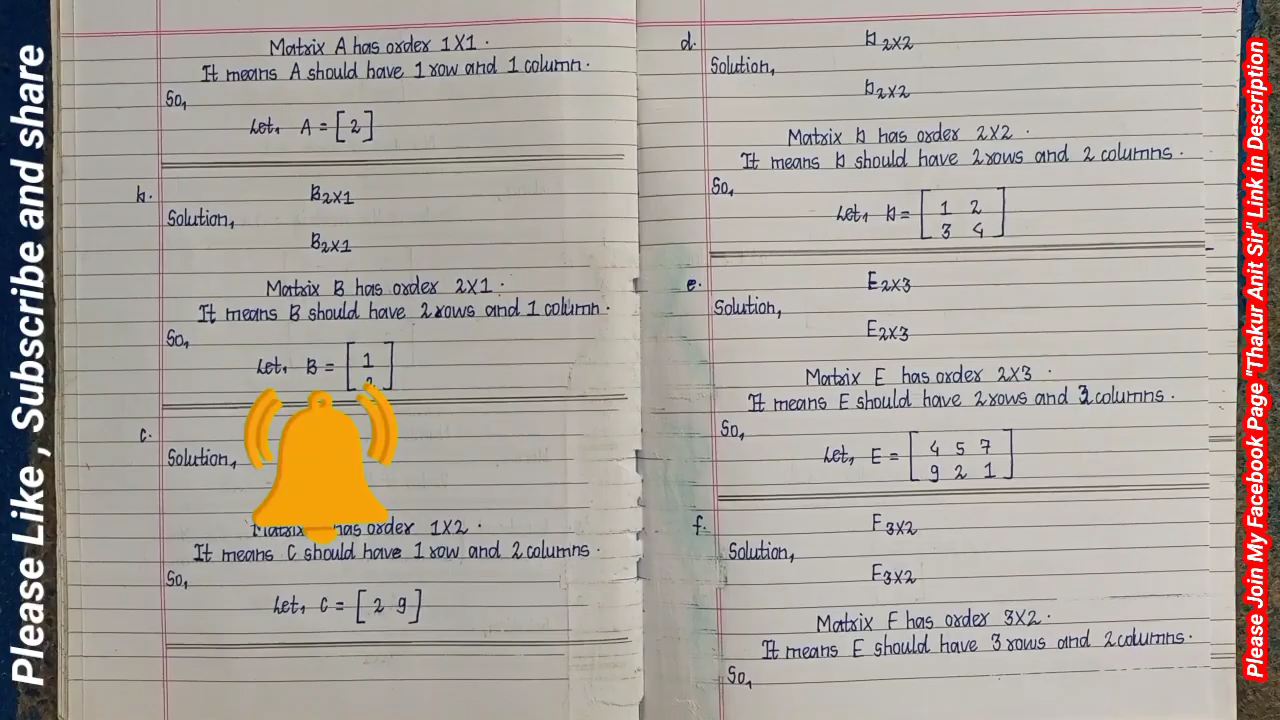 Please Like , Subscribe and share
Matrix A has order 1X1 .
It means A should have 1 row and 1 column.
So,
Let, A = [2]
b. B2X1
Solution,
B2X1
Matrix B has order 2X1.
It means B should have 2 rows and 1 column.
So,
Let, B = [1
c.
Solution,
Matrix has order 1X2 .
It means C should have 1 row and 2 columns .
So,
Let, C = [2 9]
d. D2X2
Solution,
D2X2
Matrix D has order 2X2 .
It means D should have 2 rows and 2 columns .
So,
Let, D = [1 2
3 4]
e. E2X3
Solution,
E2X3
Matrix E has order 2X3 .
It means E should have 2 rows and 3 columns .
So,
Let, E = [4 5 7
9 2 1]
f. F3X2
Solution,
F3X2
Matrix F has order 3X2 .
It means E should have 3 rows and 2 columns.
So,
Please Join My Facebook Page "Thakur Anit Sir" Link in Description